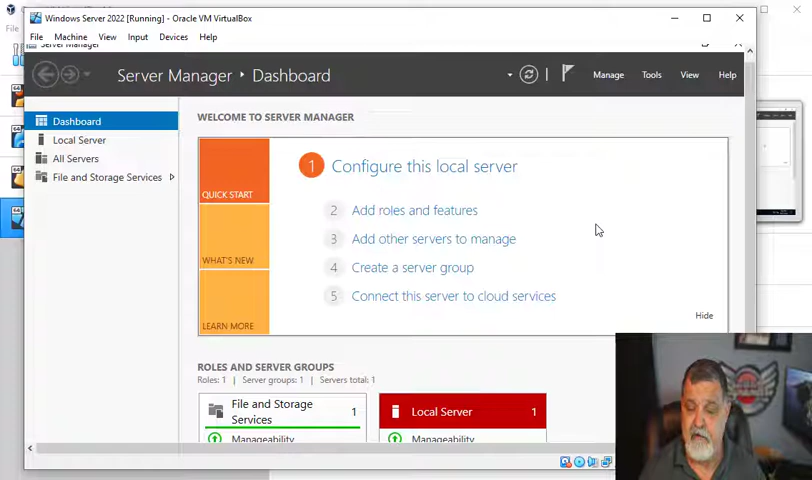 Windows Server 2022 [Running] - Oracle VM VirtualBox
File Machine View Input Devices Help
Server Manager
Server Manager • Dashboard
Manage Tools View Help
Dashboard
Local Server
All Servers
File and Storage Services
WELCOME TO SERVER MANAGER
QUICK START
WHAT'S NEW
LEARN MORE
1 Configure this local server
2 Add roles and features
3 Add other servers to manage
4 Create a server group
5 Connect this server to cloud services
Hide
ROLES AND SERVER GROUPS
Roles: 1 | Server groups: 1 | Servers total: 1
File and Storage Services 1
Manageability
Local Server 1
Manageability